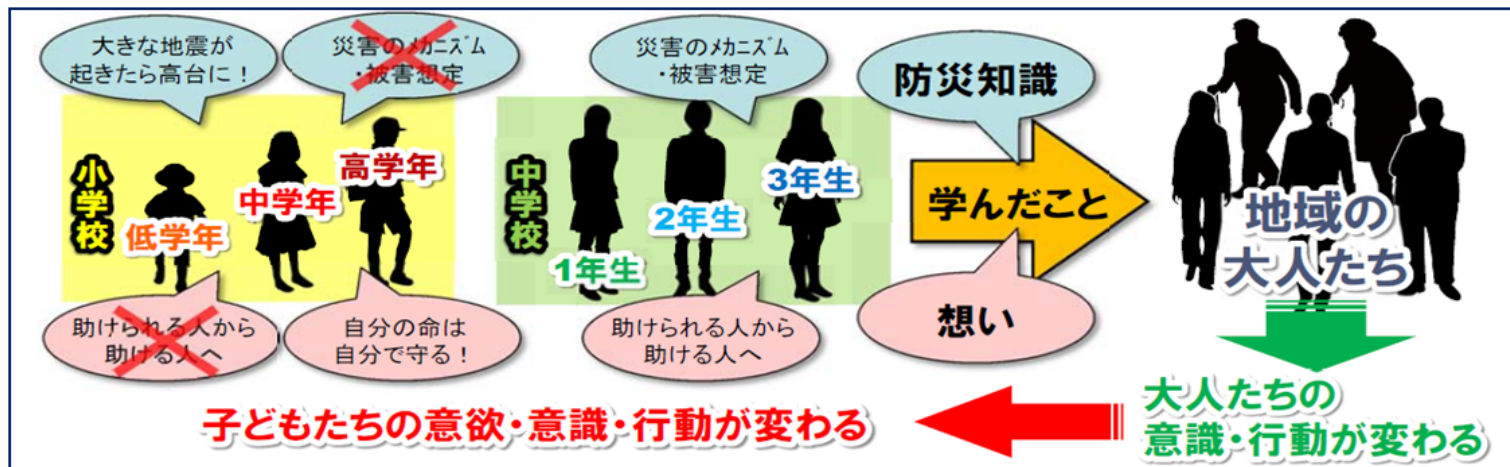 大きな地震が
起きたら高台に！
災害のメカニズム
・被害想定
災害のメカニズム
・被害想定
防災知識
小学校
低学年
中学年
高学年
中学校
1年生
2年生
3年生
学んだこと
地域の
大人たち
助けられる人から
助ける人へ
自分の命は
自分で守る！
助けられる人から
助ける人へ
想い
大人たちの
意識・行動が変わる
子どもたちの意欲・意識・行動が変わる